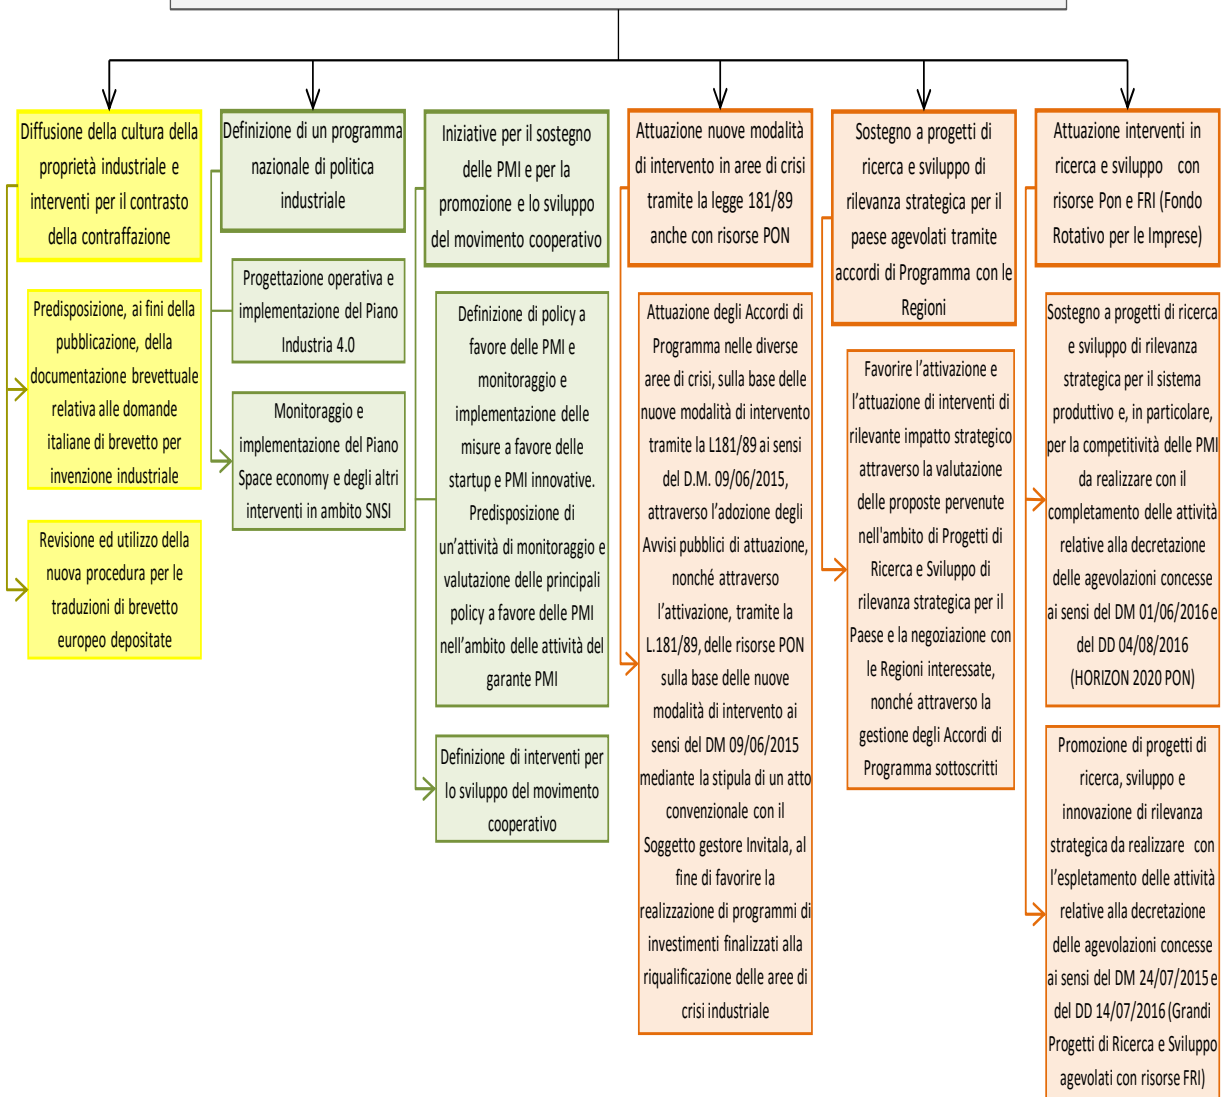 Diffusione della cultura della
proprietà industriale e
interventi per il contrasto
della contraffazione
Predisposizione, ai fini della
pubblicazione, della
documentazione brevettuale
relativa alle domande
italiane di brevetto per
invenzione industriale
Revisione ed utilizzo della
nuova procedura per le
traduzioni di brevetto
europeo depositate
Definizione di un programma
nazionale di politica
industriale
Progettazione operativa e
implementazione del Piano
Industria 4.0
Monitoraggio e
implementazione del Piano
Space economy e degli altri
interventi in ambito SNSI
Iniziative per il sostegno
delle PMI e per la
promozione e lo sviluppo
del movimento cooperativo
Definizione di policy a
favore delle PMI e
monitoraggio e
implementazione delle
misure a favore delle
startup e PMI innovative.
Predisposizione di
un'attività di monitoraggio e
valutazione delle principali
policy a favore delle PMI
nell'ambito delle attività del
garante PMI
Definizione di interventi per
lo sviluppo del movimento
cooperativo
Attuazione nuove modalità
di intervento in aree di crisi
tramite la legge 181/89
anche con risorse PON
Attuazione degli Accordi di
Programma nelle diverse
aree di crisi, sulla base delle
nuove modalità di intervento
tramite la L181/89 ai sensi
del D.M. 09/06/2015,
attraverso l'adozione degli
Avvisi pubblici di attuazione,
nonché attraverso
l'attivazione, tramite la
L.181/89, delle risorse PON
sulla base delle nuove
modalità di intervento ai
sensi del DM 09/06/2015
mediante la stipula di un atto
convenzionale con il
Soggetto gestore Invitala, al
fine di favorire la
realizzazione di programmi di
investimenti finalizzati alla
riqualificazione delle aree di
crisi industriale
Sostegno a progetti di
ricerca e sviluppo di
rilevanza strategica per il
paese agevolati tramite
accordi di Programma con le
Regioni
Favorire l'attivazione e
l'attuazione di interventi di
rilevante impatto strategico
attraverso la valutazione
delle proposte pervenute
nell'ambito di Progetti di
Ricerca e Sviluppo di
rilevanza strategica per il
Paese e la negoziazione con
le Regioni interessate,
nonché attraverso la
gestione degli Accordi di
Programma sottoscritti
Attuazione interventi in
ricerca e sviluppo con
risorse Pon e FRI (Fondo
Rotativo per le Imprese)
Sostegno a progetti di ricerca
e sviluppo di rilevanza
strategica per il sistema
produttivo e, in particolare,
per la competitività delle PMI
da realizzare con il
completamento delle attività
relative alla decretazione
delle agevolazioni concesse
ai sensi del DM 01/06/2016 e
del DD 04/08/2016
(HORIZON 2020 PON)
Promozione di progetti di
ricerca, sviluppo e
innovazione di rilevanza
strategica da realizzare con
l'espletamento delle attività
relative alla decretazione
delle agevolazioni concesse
ai sensi del DM 24/07/2015 e
del DD 14/07/2016 (Grandi
Progetti di Ricerca e Sviluppo
agevolati con risorse FRI)